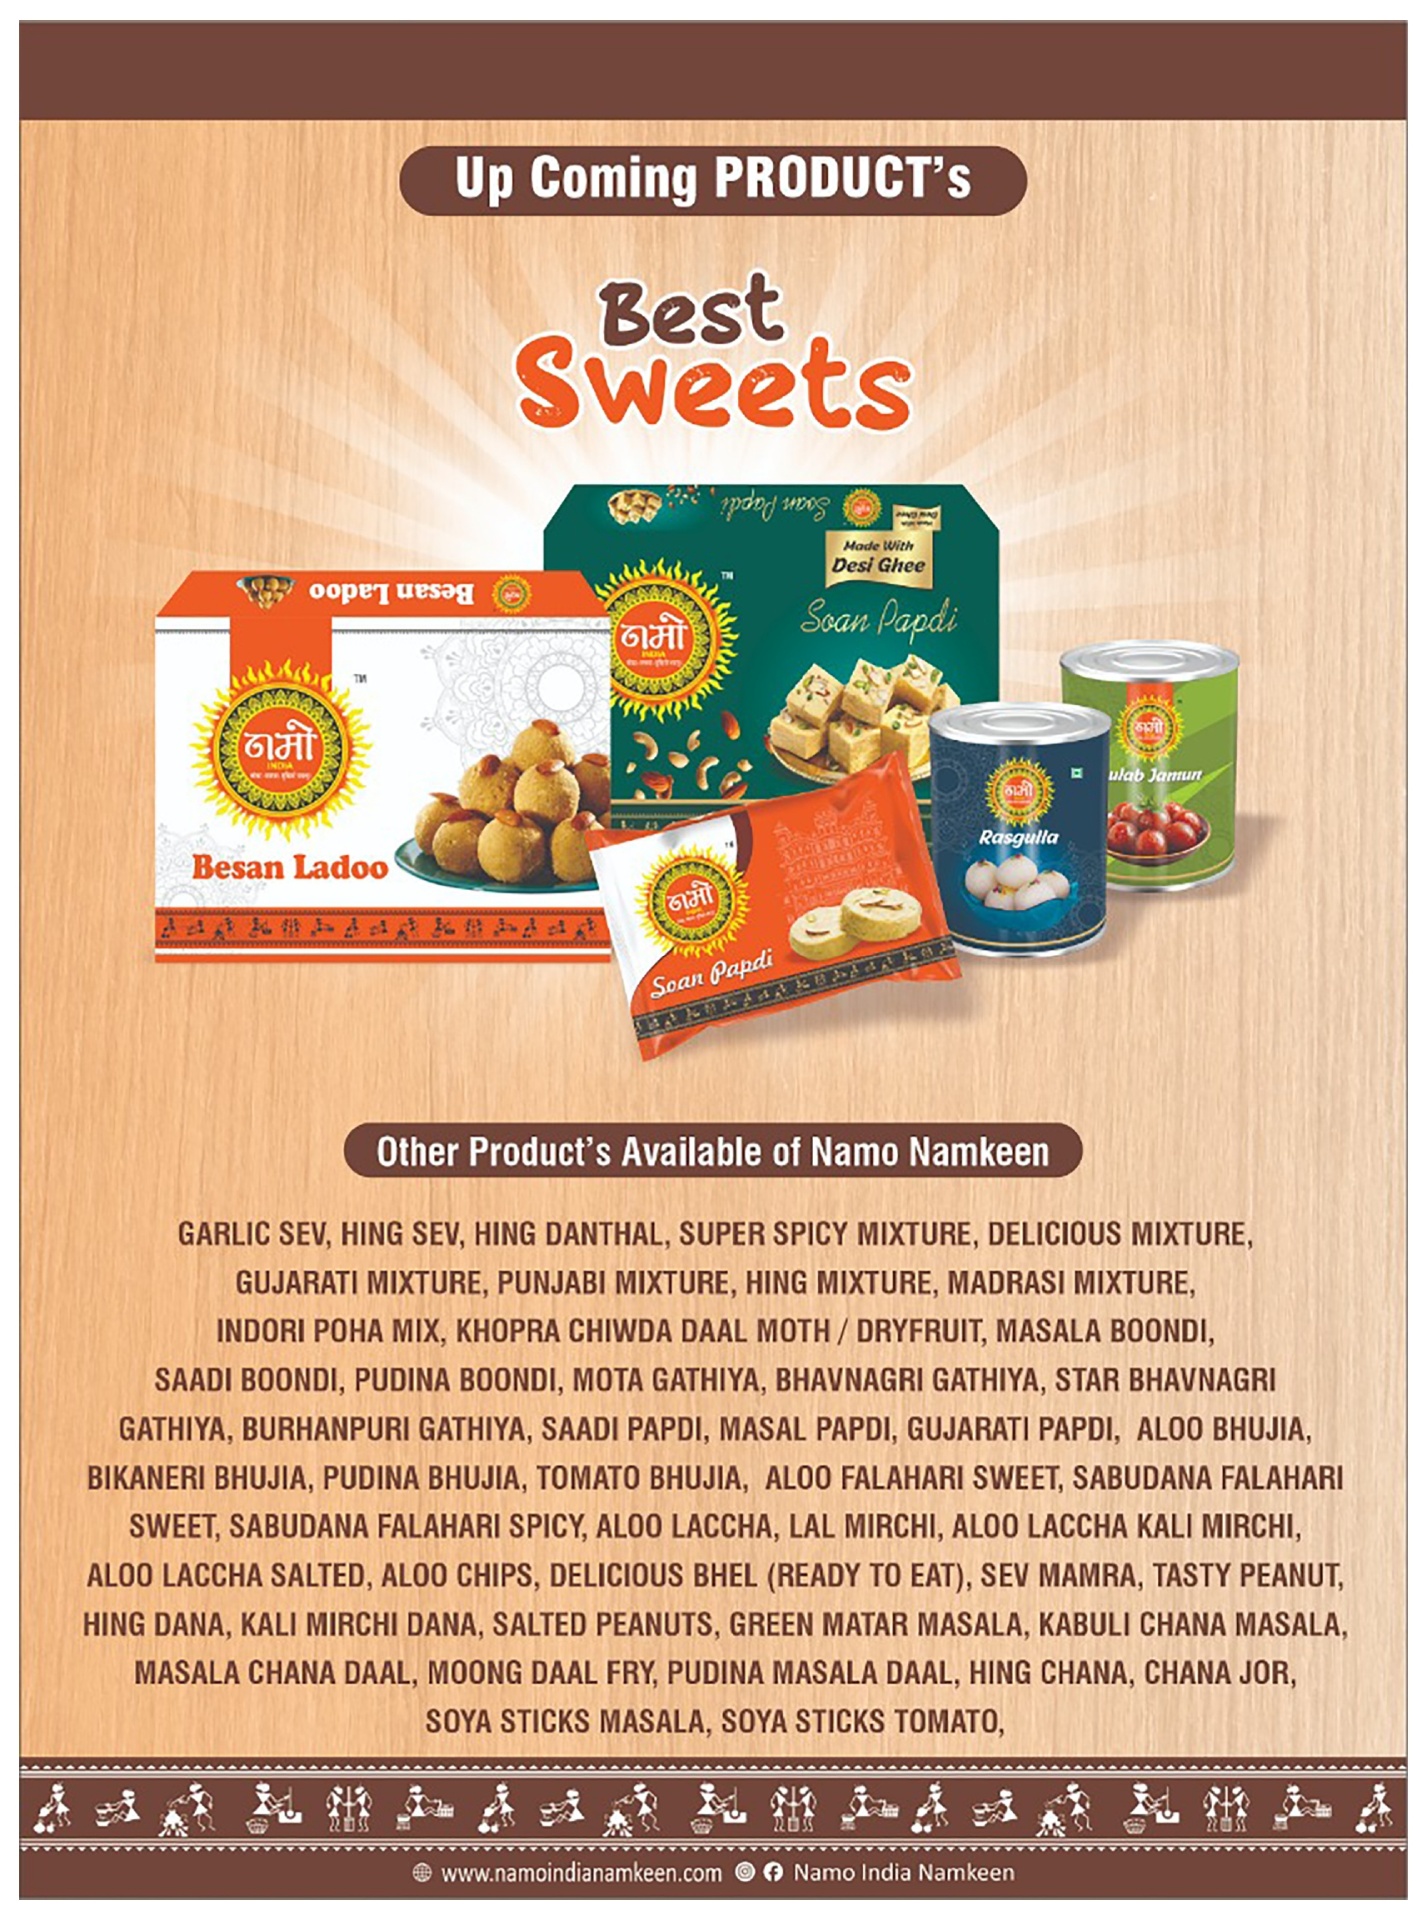 Up Coming PRODUCT's
Best
Sweets
Soan Papdi
Made With
Desi Ghee
Besan Ladoo
TM
नमो
INDIA
Soan Papdi
TM
नमो
INDIA
Besan Ladoo
नमो
ulab Jamun
नमो
Rasgulla
नमो
Soan Papdi
Other Product's Available of Namo Namkeen
GARLIC SEV, HING SEV, HING DANTHAL, SUPER SPICY MIXTURE, DELICIOUS MIXTURE,
GUJARATI MIXTURE, PUNJABI MIXTURE, HING MIXTURE, MADRASI MIXTURE,
INDORI POHA MIX, KHOPRA CHIWDA DAAL MOTH / DRYFRUIT, MASALA BOONDI,
SAADI BOONDI, PUDINA BOONDI, MOTA GATHIYA, BHAVNAGRI GATHIYA, STAR BHAVNAGRI
GATHIYA, BURHANPURI GATHIYA, SAADI PAPDI, MASAL PAPDI, GUJARATI PAPDI, ALOO BHUJIA,
BIKANERI BHUJIA, PUDINA BHUJIA, TOMATO BHUJIA, ALOO FALAHARI SWEET, SABUDANA FALAHARI
SWEET, SABUDANA FALAHARI SPICY, ALOO LACCHA, LAL MIRCHI, ALOO LACCHA KALI MIRCHI,
ALOO LACCHA SALTED, ALOO CHIPS, DELICIOUS BHEL (READY TO EAT), SEV MAMRA, TASTY PEANUT,
HING DANA, KALI MIRCHI DANA, SALTED PEANUTS, GREEN MATAR MASALA, KABULI CHANA MASALA,
MASALA CHANA DAAL, MOONG DAAL FRY, PUDINA MASALA DAAL, HING CHANA, CHANA JOR,
SOYA STICKS MASALA, SOYA STICKS TOMATO,
www.namoindianamkeen.com Namo India Namkeen